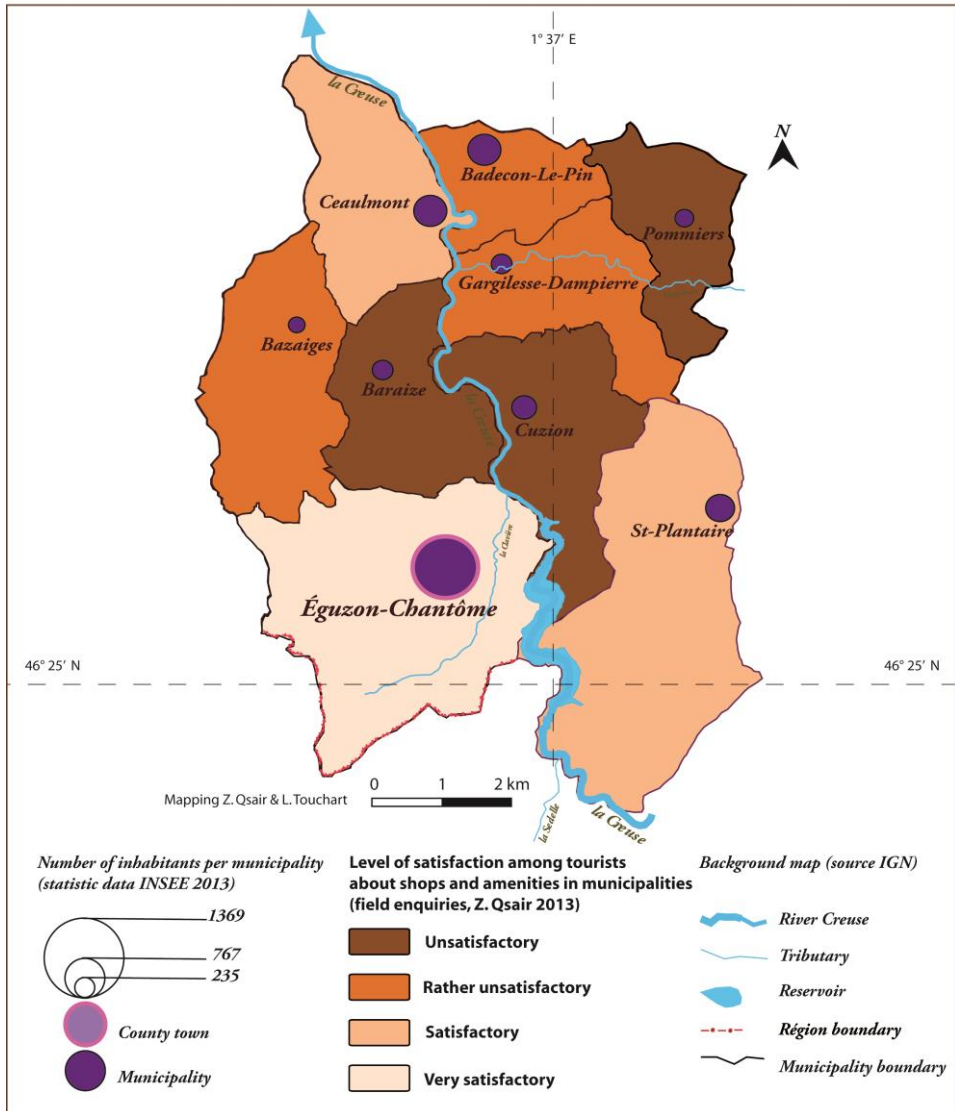 1° 37' E
la Creuse
N
Badecon-Le-Pin
Ceaulmont
Pommiers
Gargilesse-Dampierre
Bazaiges
Baraize
la Creuse
Cuzion
St-Plantaire
la Clavière
Éguzon-Chantôme
46° 25' N
46° 25' N
0 1 2 km
Mapping Z. Qsair & L. Touchart
la Sedelle
la Creuse
Number of inhabitants per municipality
(statistic data INSEE 2013)
1369
767
235
County town
Municipality
Level of satisfaction among tourists
about shops and amenities in municipalities
(field enquiries, Z. Qsair 2013)
Unsatisfactory
Rather unsatisfactory
Satisfactory
Very satisfactory
Background map (source IGN)
River Creuse
Tributary
Reservoir
Région boundary
Municipality boundary